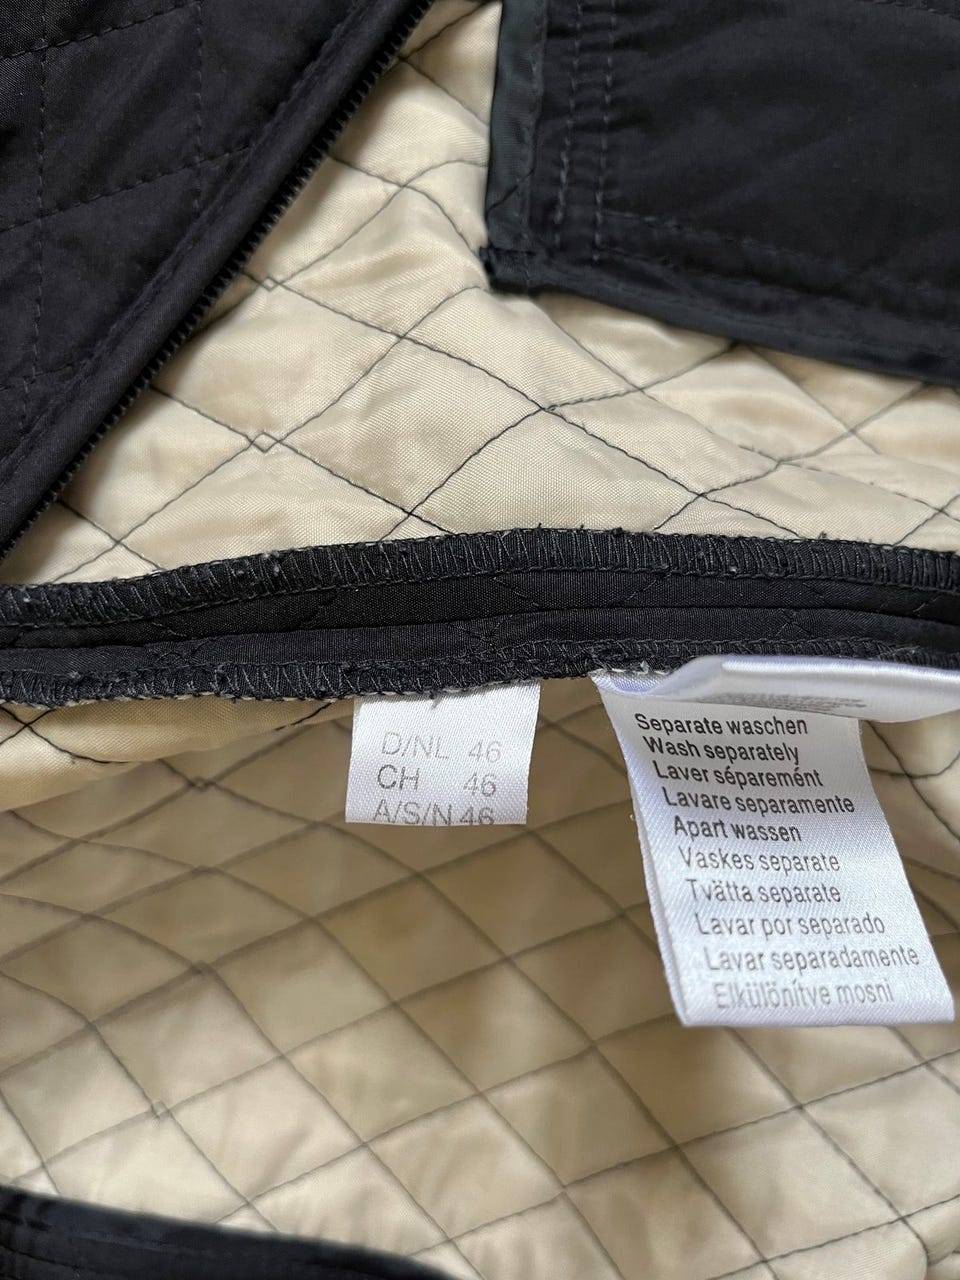 D/NL 46
CH 46
A/S/N 46
Separate waschen
Wash separately
Laver séparemént
Lavare separamente
Apart wassen
Vaskes separate
Tvätta separate
Lavar por separado
Lavar separadamente
Elkülönítve mosni